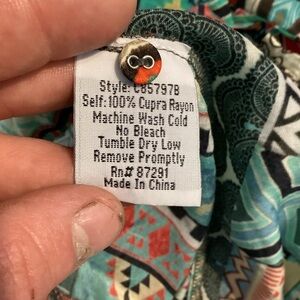 Style: C85797B
Self:100% Cupra Rayon
Machine Wash Cold
No Bleach
Tumble Dry Low
Remove Promptly
Rn# 87291
Made In China